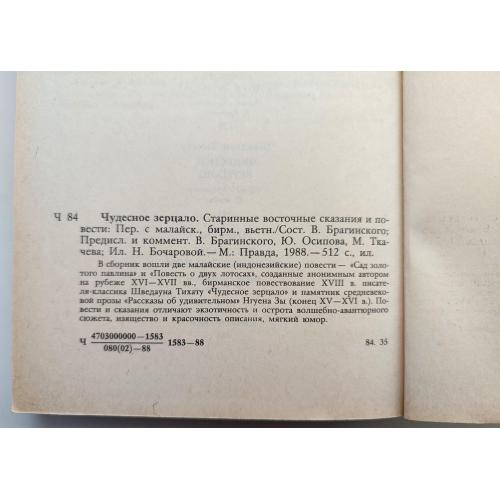 Ч 84 Чудесное зерцало. Старинные восточные сказания и по-
вести: Пер. с малайск., бирм., вьетн./Сост. В. Брагинского;
Предисл. и коммент. В. Брагинского, Ю. Осипова, М. Тка-
чева; Ил. Н. Бочаровой.— М.: Правда, 1988.— 512 с., ил.
В сборник вошли две малайские (индонезийские) повести — «Сад золо-
того павлина» и «Повесть о двух лотосах», созданные анонимным автором
на рубеже XVI—XVII вв., бирманское повествование XVIII в. писате-
ля-классика Шведауна Тихату «Чудесное зерцало» и памятник средневеко-
вой прозы «Рассказы об удивительном» Нгуена Зы (конец XV—XVI в.). По-
вести и сказания отличают экзотичность и острота волшебно-авантюрного
сюжета, изящество и красочность описания, мягкий юмор.
4703000000—1583
Ч 1583—88 84. 35
080(02)—88